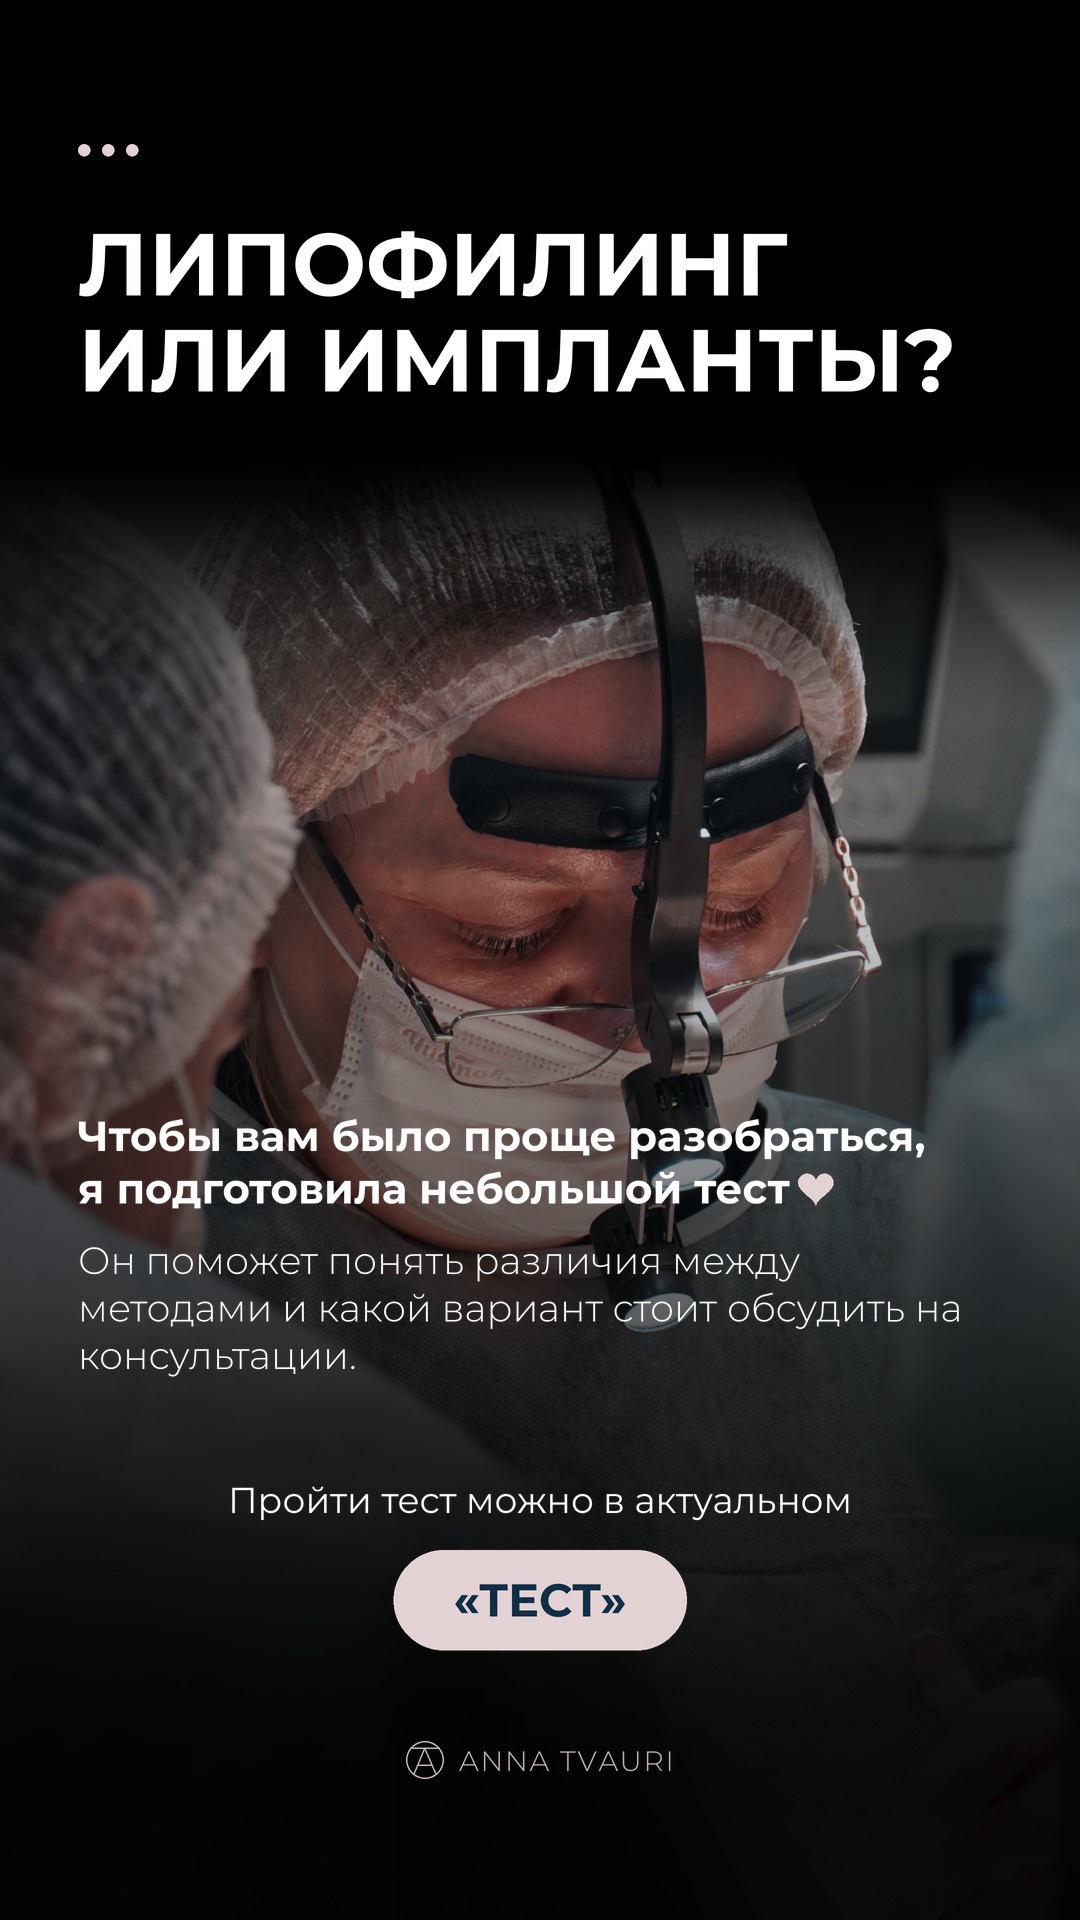 ЛИПОФИЛИНГ
ИЛИ ИМПЛАНТЫ?
Чтобы вам было проще разобраться,
я подготовила небольшой тест
Он поможет понять различия между
методами и какой вариант стоит обсудить на
консультации.
Пройти тест можно в актуальном
«ТЕСТ»
ANNA TVAURI